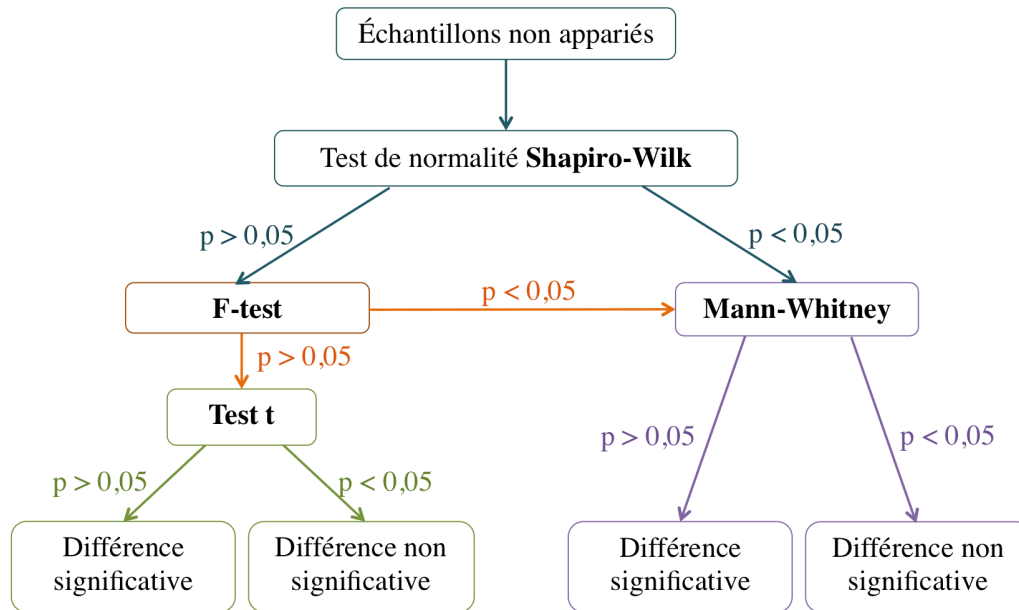 Échantillons non appariés
Test de normalité Shapiro-Wilk
p > 0,05
p < 0,05
F-test
p < 0,05
Mann-Whitney
p > 0,05
Test t
p > 0,05
p < 0,05
p > 0,05
p < 0,05
Différence
significative
Différence non
significative
Différence
significative
Différence non
significative